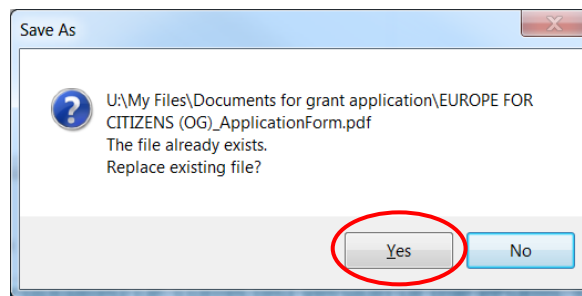 Save As
U:\My Files\Documents for grant application\EUROPE FOR
CITIZENS (OG)_ApplicationForm.pdf
The file already exists.
Replace existing file?
Yes
No